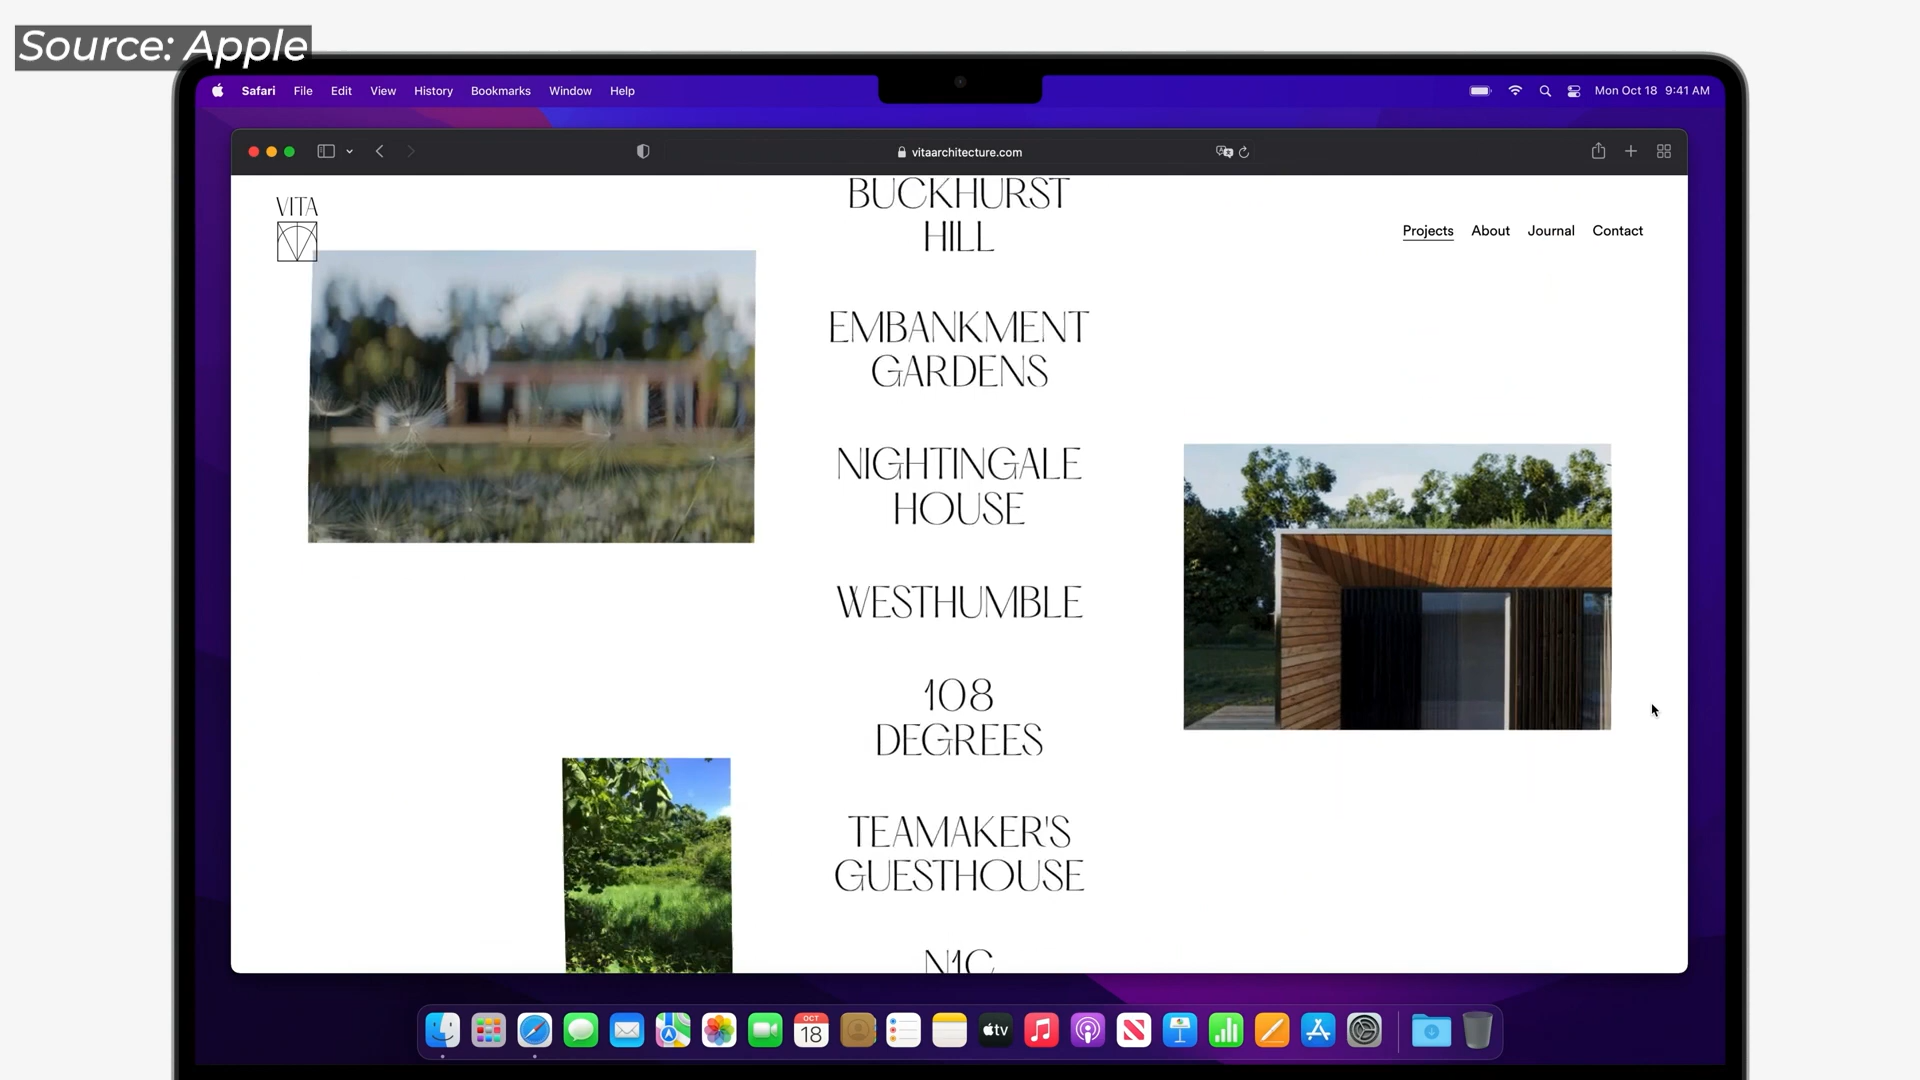 Source: Apple
Safari File Edit View History Bookmarks Window Help
Mon Oct 18 9:41 AM
vitaarchitecture.com
VITA
Projects About Journal Contact
BUCKHURST
HILL
EMBANKMENT
GARDENS
NIGHTINGALE
HOUSE
WESTHUMBLE
108
DEGREES
TEAMAKER'S
GUESTHOUSE
N1C
OCT
18
tv